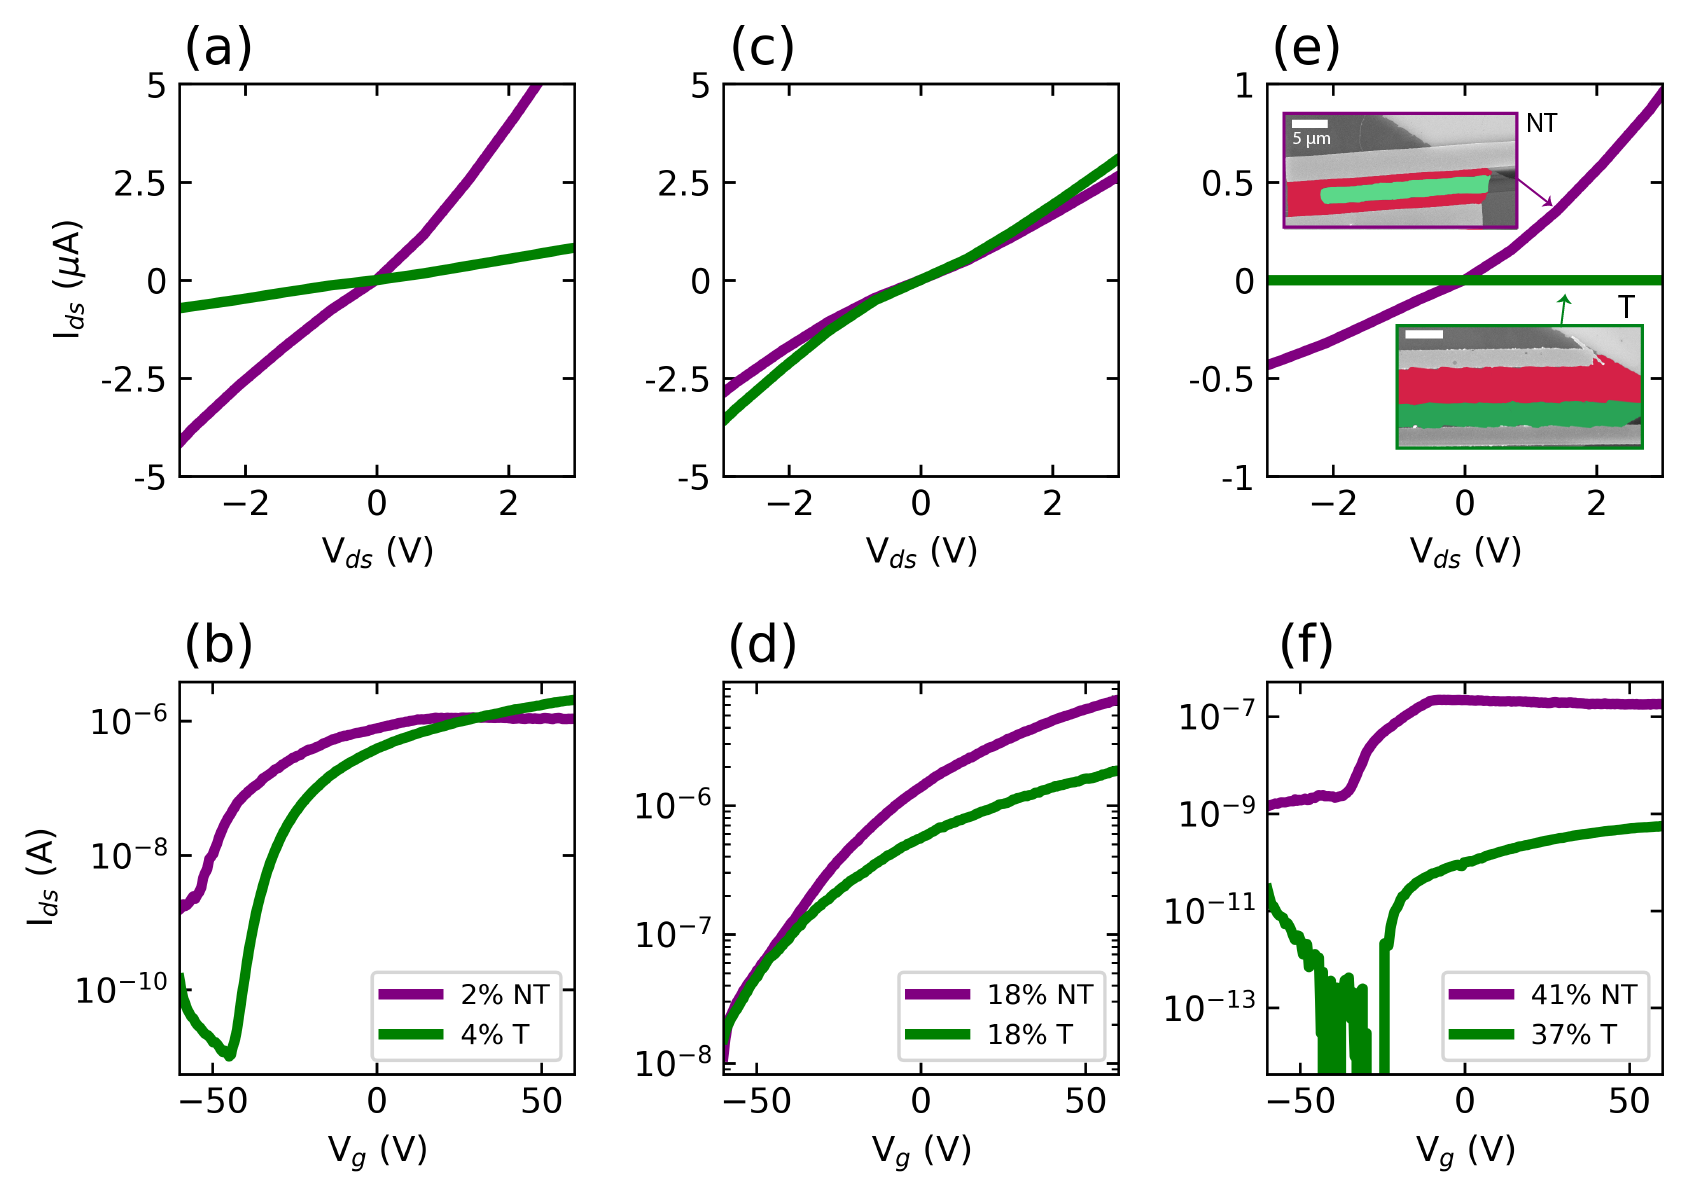 (a)
5
2.5
0
-2.5
-5
−2 0 2
I_ds (μA)
V_ds (V)
(c)
5
2.5
0
-2.5
-5
−2 0 2
V_ds (V)
(e)
1
0.5
0
-0.5
-1
−2 0 2
V_ds (V)
NT
5 μm
T
(b)
10^−6
10^−8
10^−10
−50 0 50
I_ds (A)
V_g (V)
2% NT
4% T
(d)
10^−6
10^−7
10^−8
−50 0 50
V_g (V)
18% NT
18% T
(f)
10^−7
10^−9
10^−11
10^−13
−50 0 50
V_g (V)
41% NT
37% T